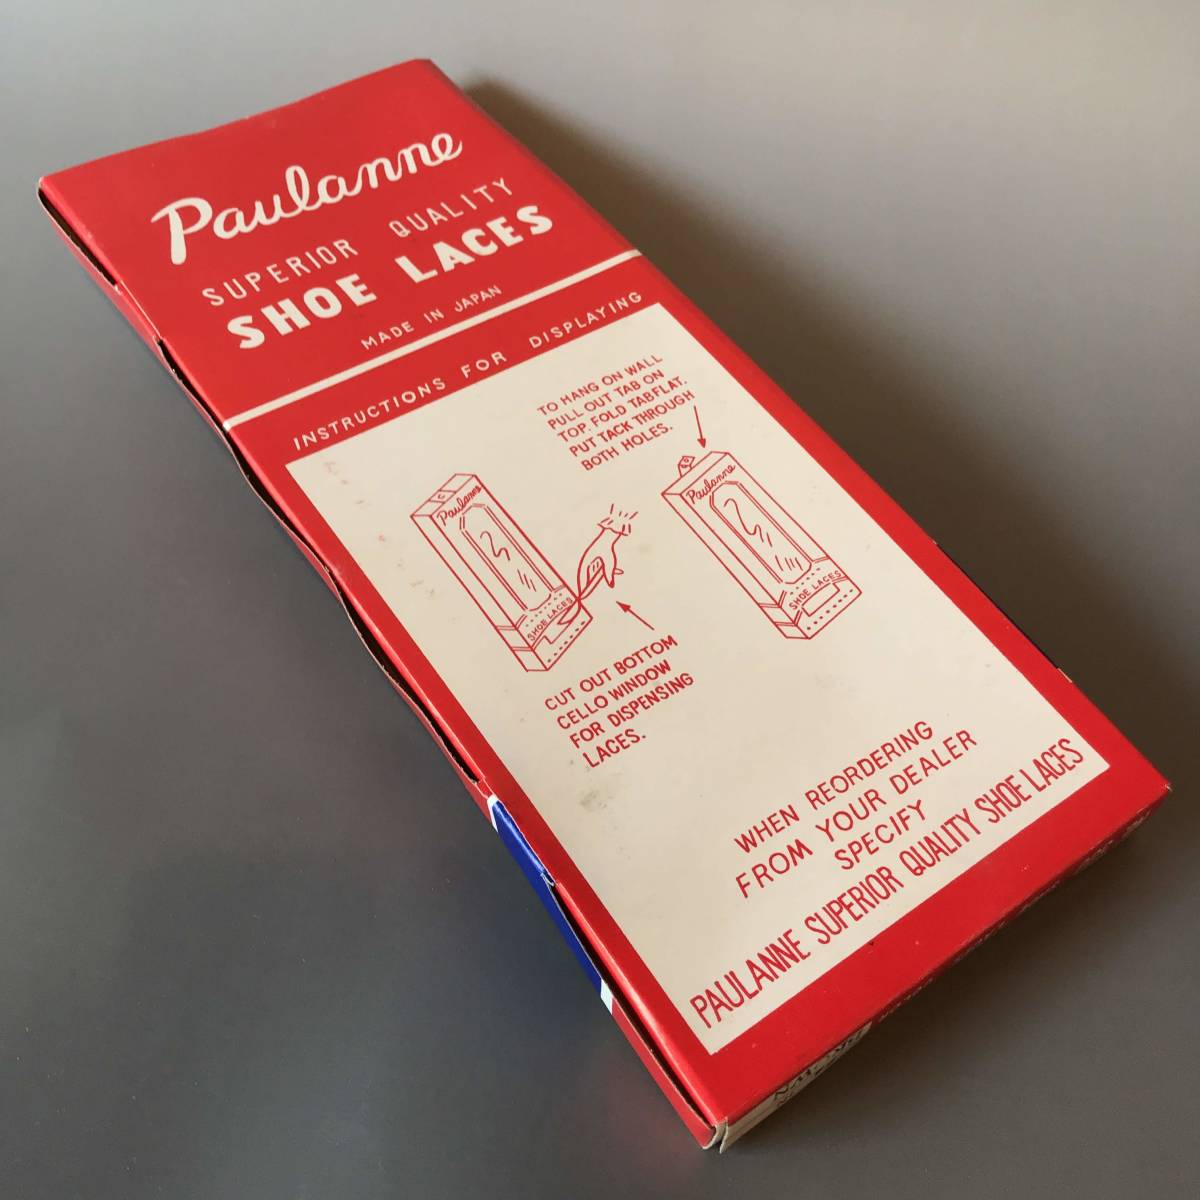 Paulanne
SUPERIOR QUALITY
SHOE LACES
MADE IN JAPAN
INSTRUCTIONS FOR DISPLAYING
TO HANG ON WALL
PULL OUT TAB ON
TOP. FOLD TAB FLAT.
PUT TACK THROUGH
BOTH HOLES.
Paulanne
SHOE LACES
Paulanne
SHOE LACES
CUT OUT BOTTOM
CELLO WINDOW
FOR DISPENSING
LACES.
WHEN REORDERING
FROM YOUR DEALER
SPECIFY
PAULANNE SUPERIOR QUALITY SHOE LACES